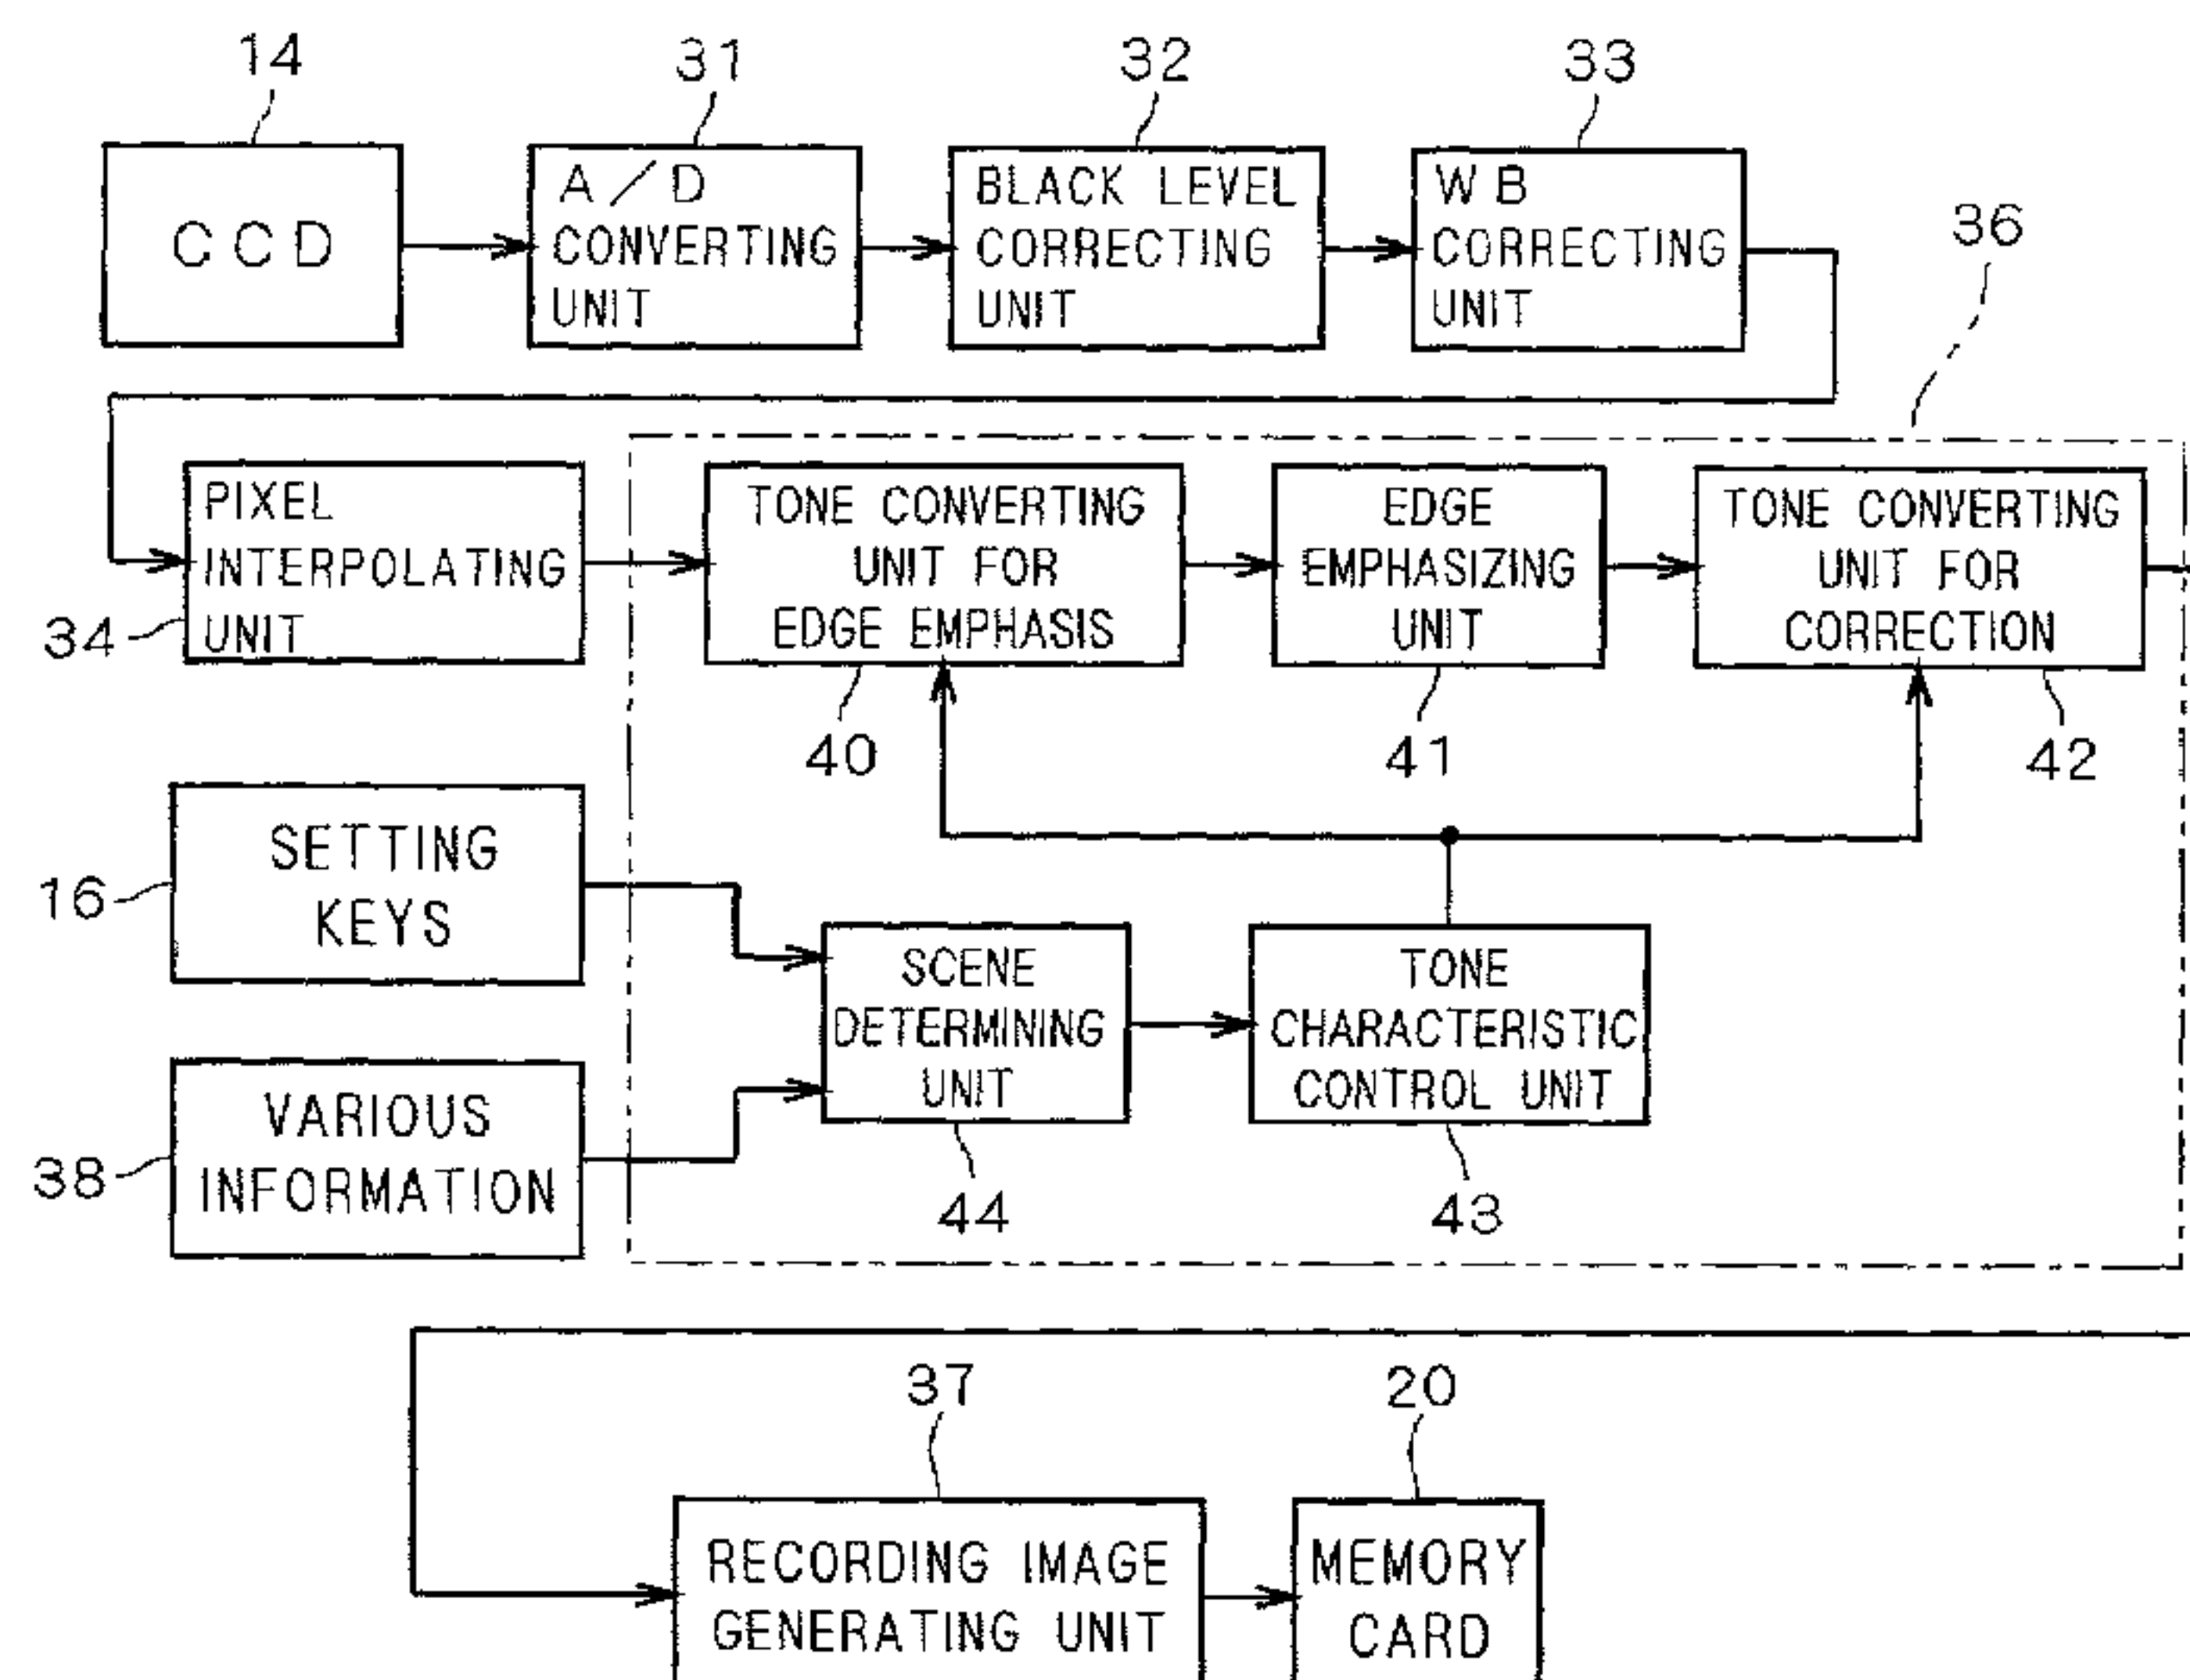 14
31
32
33
CCD
A/D
CONVERTING
UNIT
BLACK LEVEL
CORRECTING
UNIT
WB
CORRECTING
UNIT
36
PIXEL
INTERPOLATING
UNIT
34
TONE CONVERTING
UNIT FOR
EDGE EMPHASIS
EDGE
EMPHASIZING
UNIT
TONE CONVERTING
UNIT FOR
CORRECTION
40
41
42
SETTING
KEYS
16
SCENE
DETERMINING
UNIT
TONE
CHARACTERISTIC
CONTROL UNIT
VARIOUS
INFORMATION
38
44
43
37
20
RECORDING IMAGE
GENERATING UNIT
MEMORY
CARD